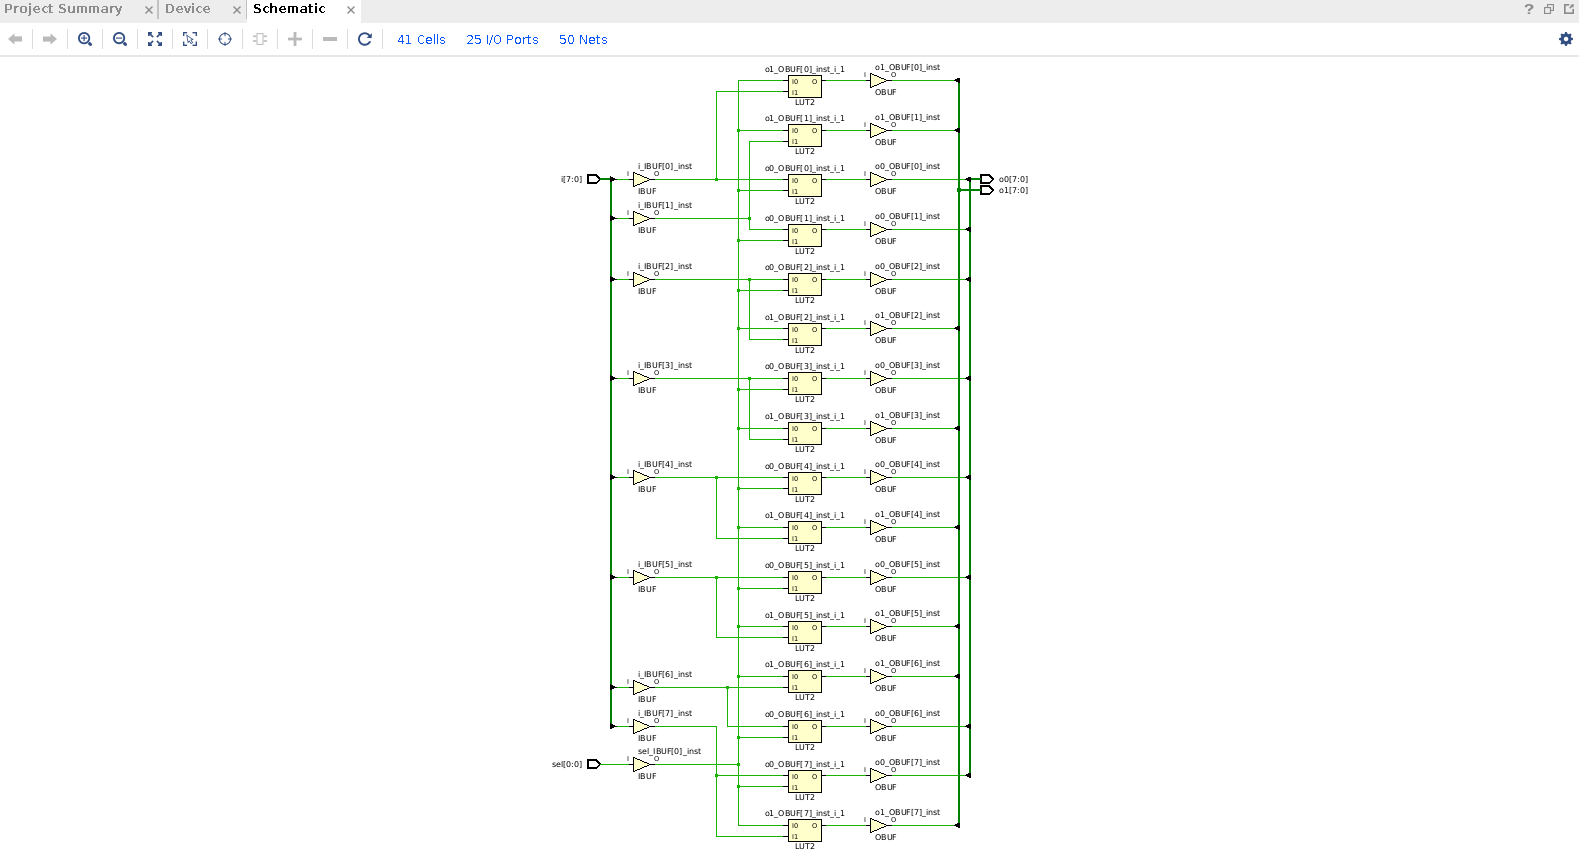 Project Summary × Device × Schematic ×
? 
41 Cells 25 I/O Ports 50 Nets
o1_OBUF[0]_inst_i_1 o1_OBUF[0]_inst
I0 O I O
I1
LUT2 OBUF
o1_OBUF[1]_inst_i_1 o1_OBUF[1]_inst
I0 O I O
I1
LUT2 OBUF
i_IBUF[0]_inst o0_OBUF[0]_inst_i_1 o0_OBUF[0]_inst
i[7:0] I O I0 O I O o0[7:0]
IBUF I1 o1[7:0]
LUT2 OBUF
i_IBUF[1]_inst o0_OBUF[1]_inst_i_1 o0_OBUF[1]_inst
I O I0 O I O
IBUF I1
LUT2 OBUF
i_IBUF[2]_inst o0_OBUF[2]_inst_i_1 o0_OBUF[2]_inst
I O I0 O I O
IBUF I1
LUT2 OBUF
o1_OBUF[2]_inst_i_1 o1_OBUF[2]_inst
I0 O I O
I1
LUT2 OBUF
i_IBUF[3]_inst o0_OBUF[3]_inst_i_1 o0_OBUF[3]_inst
I O I0 O I O
IBUF I1
LUT2 OBUF
o1_OBUF[3]_inst_i_1 o1_OBUF[3]_inst
I0 O I O
I1
LUT2 OBUF
i_IBUF[4]_inst o0_OBUF[4]_inst_i_1 o0_OBUF[4]_inst
I O I0 O I O
IBUF I1
LUT2 OBUF
o1_OBUF[4]_inst_i_1 o1_OBUF[4]_inst
I0 O I O
I1
LUT2 OBUF
i_IBUF[5]_inst o0_OBUF[5]_inst_i_1 o0_OBUF[5]_inst
I O I0 O I O
IBUF I1
LUT2 OBUF
o1_OBUF[5]_inst_i_1 o1_OBUF[5]_inst
I0 O I O
I1
LUT2 OBUF
i_IBUF[6]_inst o1_OBUF[6]_inst_i_1 o1_OBUF[6]_inst
I O I0 O I O
IBUF I1
LUT2 OBUF
i_IBUF[7]_inst o0_OBUF[6]_inst_i_1 o0_OBUF[6]_inst
I O I0 O I O
IBUF I1
LUT2 OBUF
sel_IBUF[0]_inst o0_OBUF[7]_inst_i_1 o0_OBUF[7]_inst
sel[0:0] I O I0 O I O
IBUF I1
LUT2 OBUF
o1_OBUF[7]_inst_i_1 o1_OBUF[7]_inst
I0 O I O
I1
LUT2 OBUF